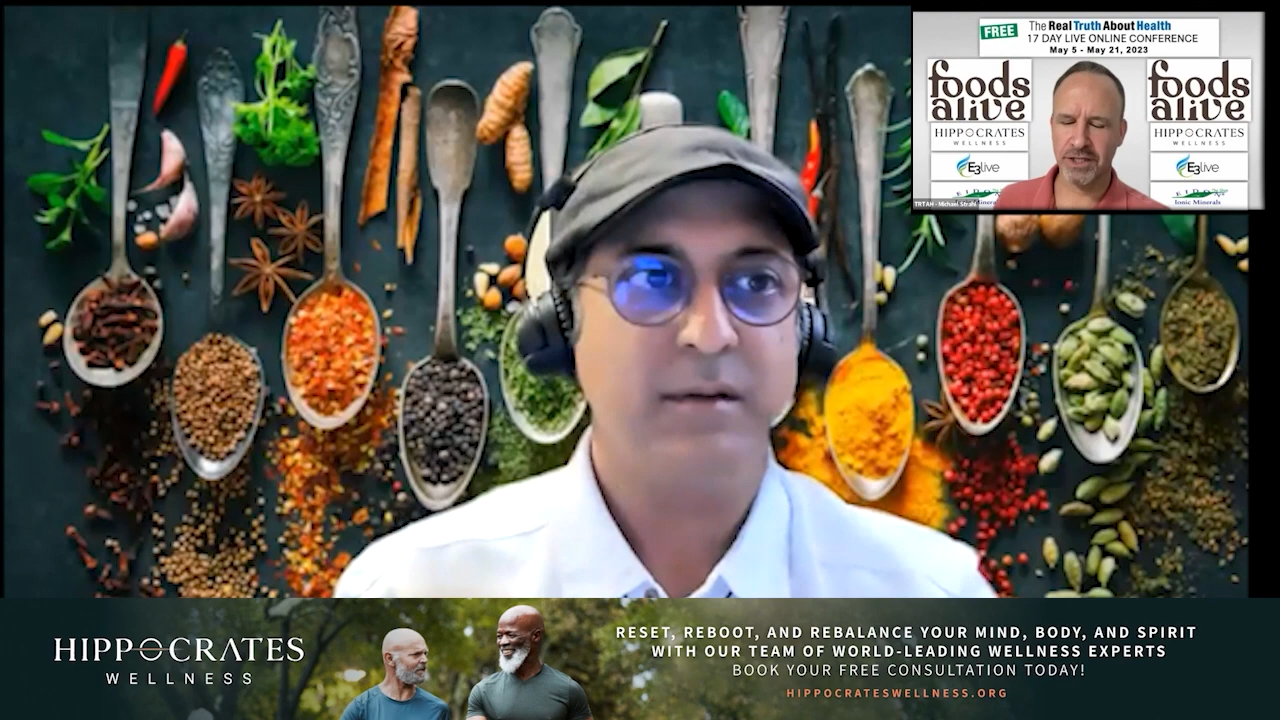 FREE
The Real Truth About Health
17 DAY LIVE ONLINE CONFERENCE
May 5 - May 21, 2023
foods
alive
HIPPOCRATES
WELLNESS
E3live
foods
alive
HIPPOCRATES
WELLNESS
E3live
Ionic Minerals
TRTAH - Michael
HIPPOCRATES
WELLNESS
RESET, REBOOT, AND REBALANCE YOUR MIND, BODY, AND SPIRIT
WITH OUR TEAM OF WORLD-LEADING WELLNESS EXPERTS
BOOK YOUR FREE CONSULTATION TODAY!
HIPPOCRATESWELLNESS.ORG